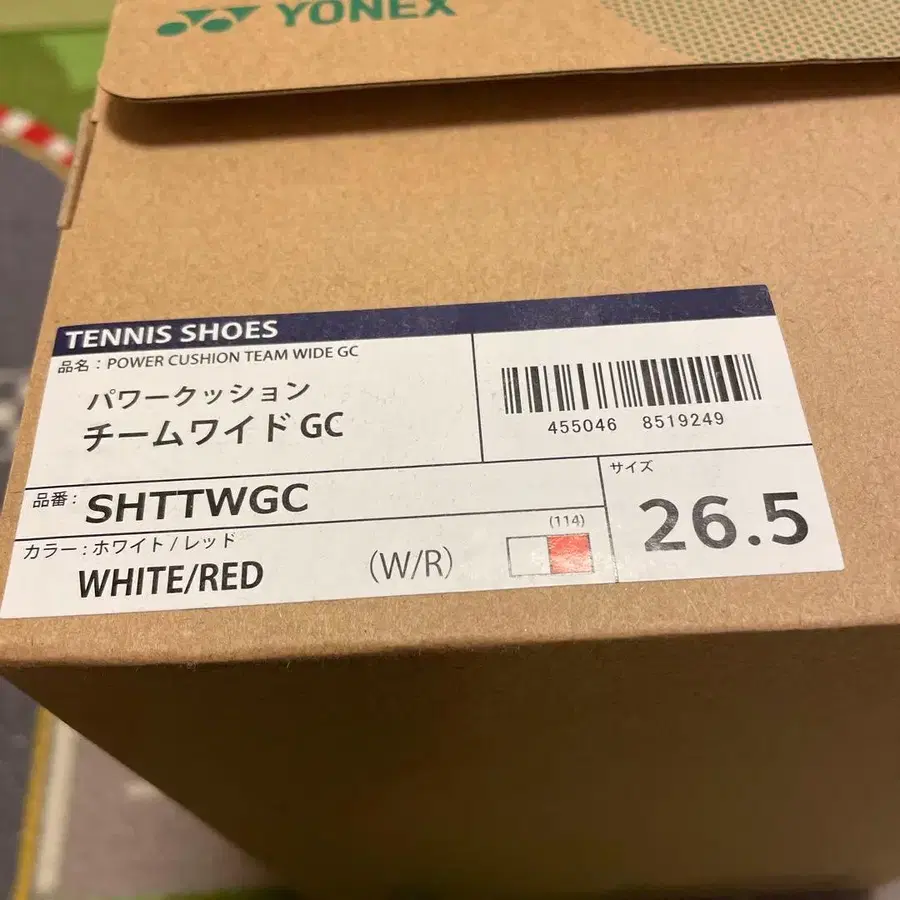 YONEX
TENNIS SHOES
品名：POWER CUSHION TEAM WIDE GC
パワークッション
チームワイド GC
455046 8519249
品番： SHTTWGC
サイズ
26.5
カラー：ホワイト / レッド
WHITE/RED (W/R)
(114)